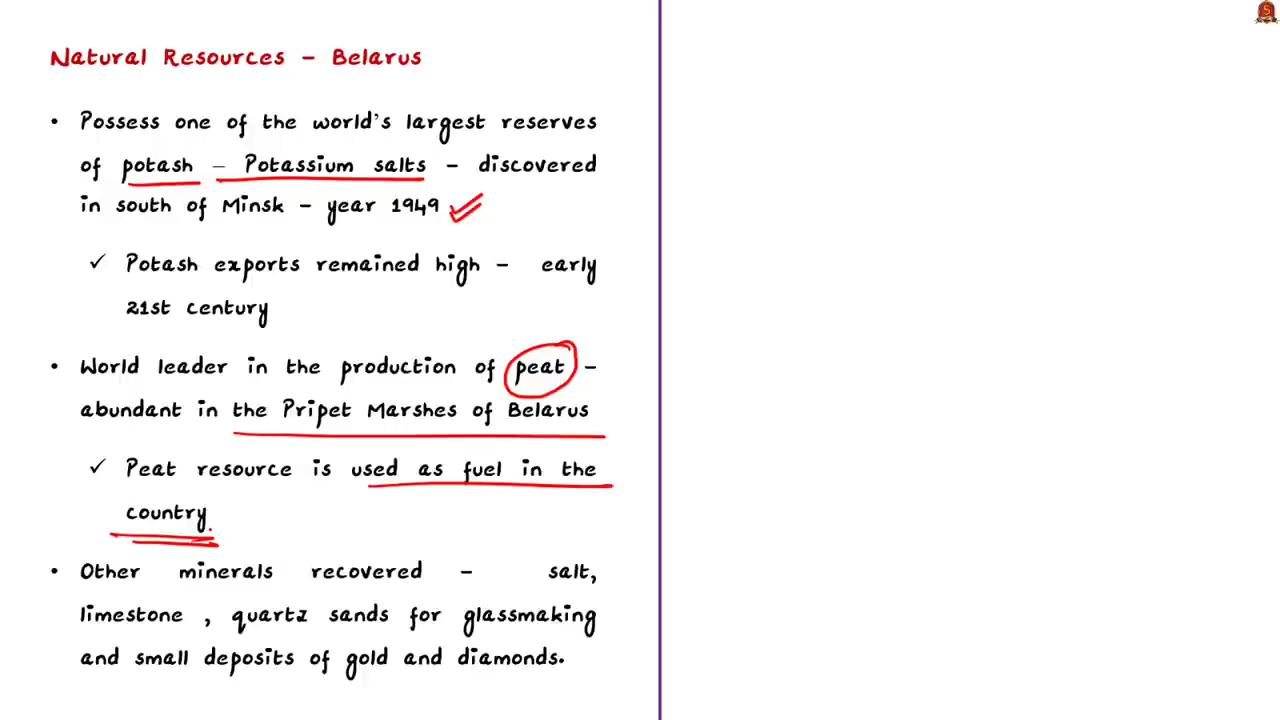 Natural Resources - Belarus
• Possess one of the world's largest reserves
of potash – Potassium salts - discovered
in south of Minsk - year 1949
✓ Potash exports remained high - early
21st century
• World leader in the production of peat -
abundant in the Pripet Marshes of Belarus
✓ Peat resource is used as fuel in the
country.
• Other minerals recovered - salt,
limestone , quartz sands for glassmaking
and small deposits of gold and diamonds.